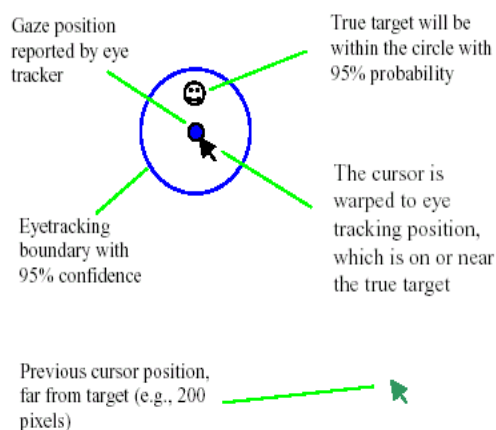 Gaze position
reported by eye
tracker
True target will be
within the circle with
95% probability
The cursor is
warped to eye
tracking position,
which is on or near
the true target
Eyetracking
boundary with
95% confidence
Previous cursor position,
far from target (e.g., 200
pixels)